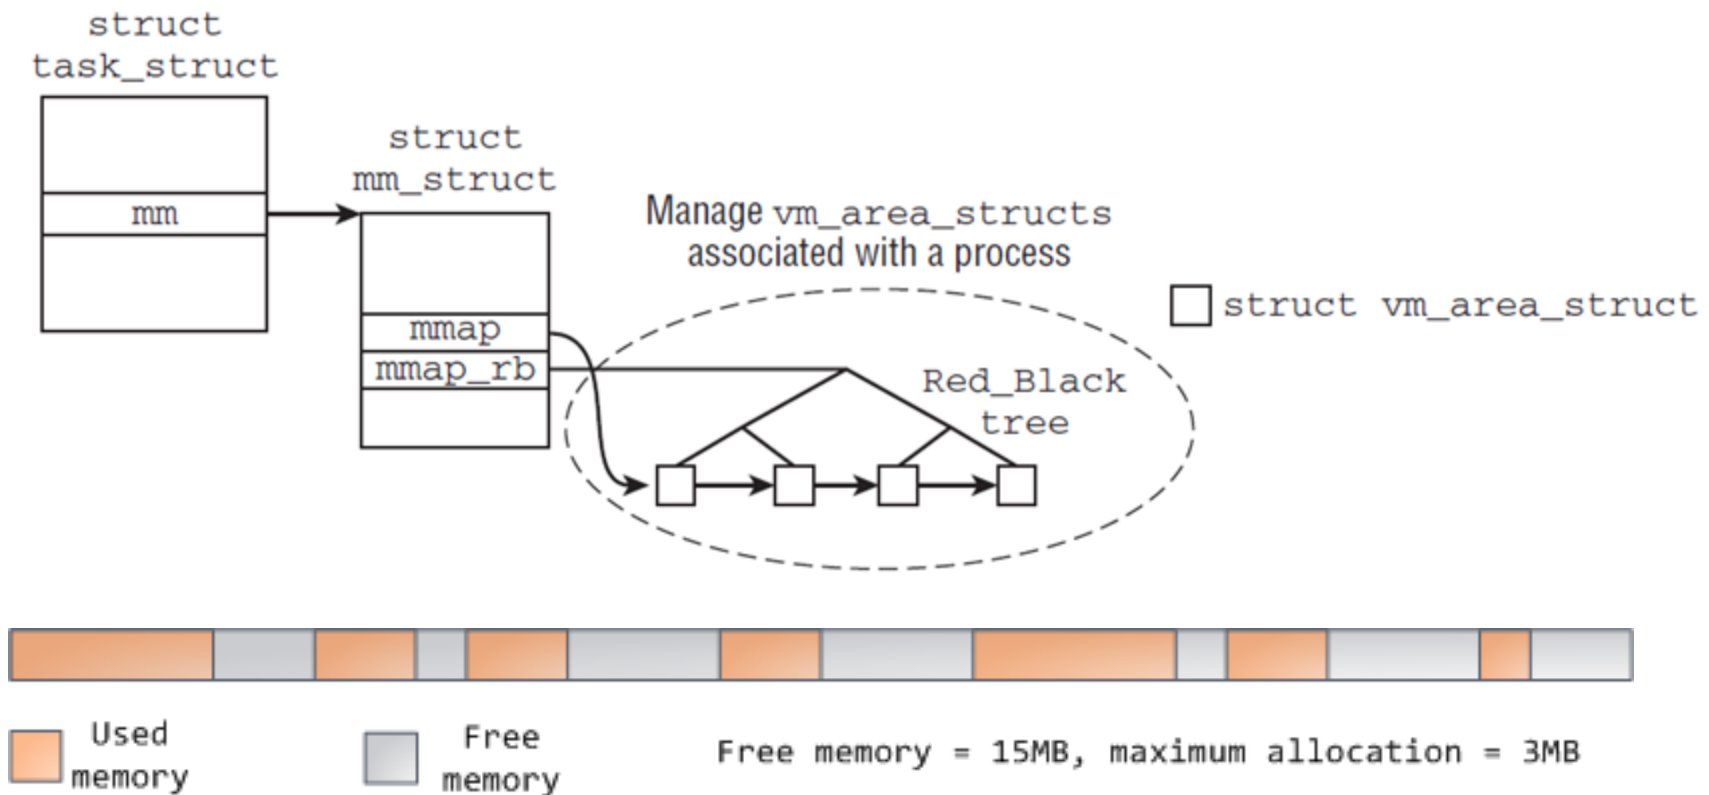 struct
task_struct
mm
struct
mm_struct
mmap
mmap_rb
Manage vm_area_structs
associated with a process
struct vm_area_struct
Red_Black
tree
Used
memory
Free
memory
Free memory = 15MB, maximum allocation = 3MB